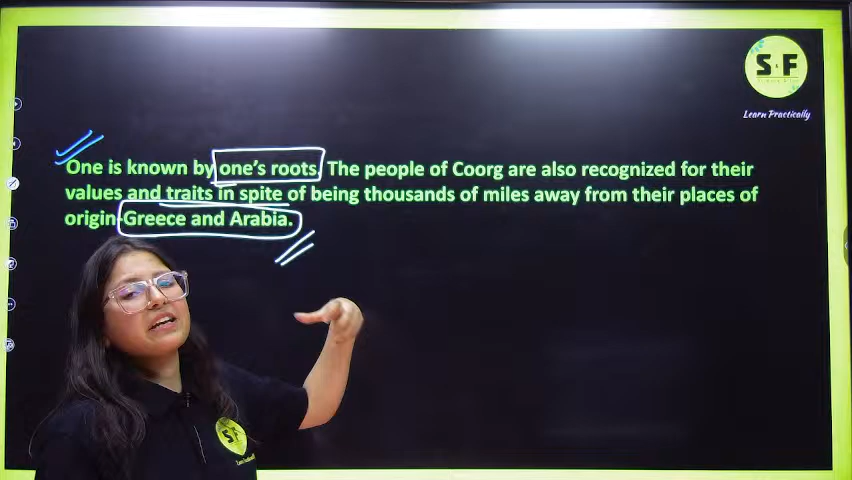 S&F
Learn Practically
One is known by one's roots. The people of Coorg are also recognized for their
values and traits in spite of being thousands of miles away from their places of
origin-Greece and Arabia.
S&F